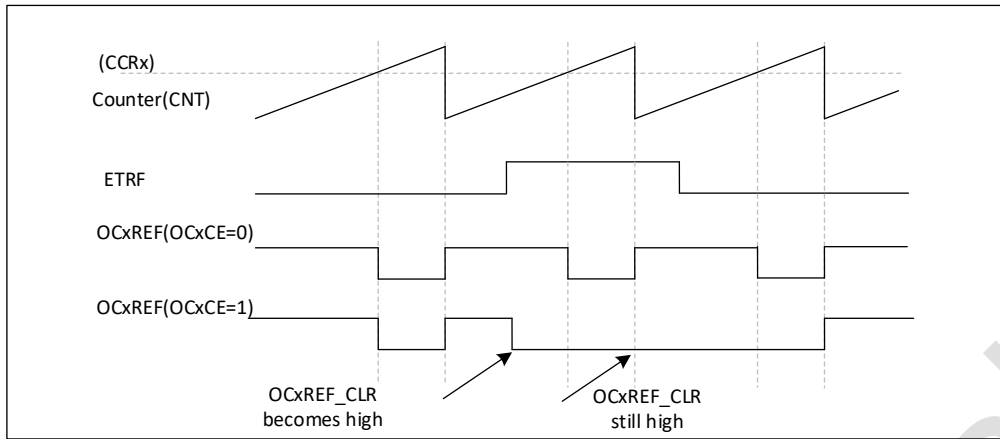 (CCRx)
Counter(CNT)
ETRF
OCxREF(OCxCE=0)
OCxREF(OCxCE=1)
OCxREF_CLR
becomes high
OCxREF_CLR
still high